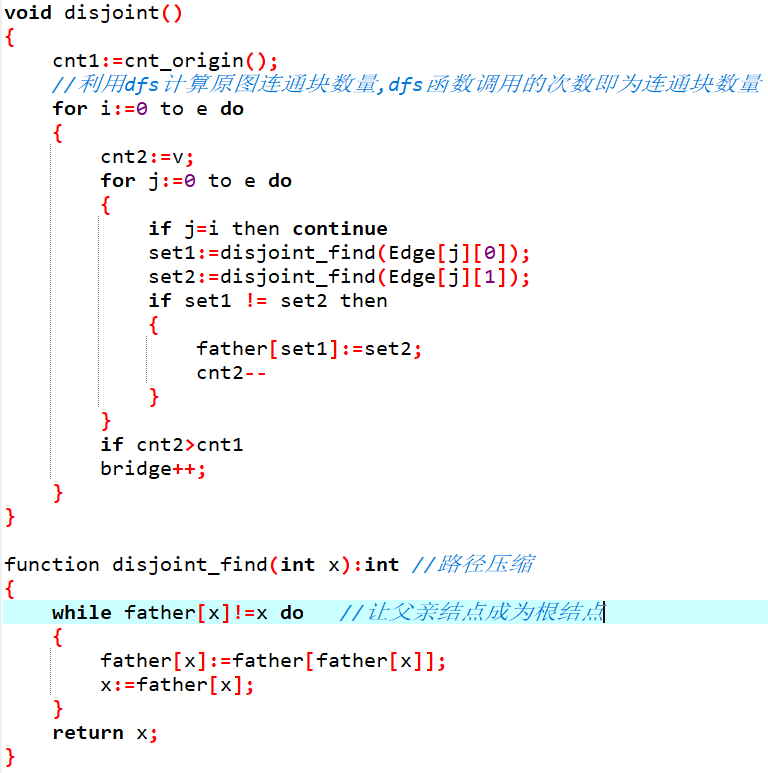 void disjoint()
{
    cnt1:=cnt_origin();
    //利用dfs计算原图连通块数量,dfs函数调用的次数即为连通块数量
    for i:=0 to e do
    {
        cnt2:=v;
        for j:=0 to e do
        {
            if j=i then continue
            set1:=disjoint_find(Edge[j][0]);
            set2:=disjoint_find(Edge[j][1]);
            if set1 != set2 then
            {
                father[set1]:=set2;
                cnt2--
            }
        }
        if cnt2>cnt1
        bridge++;
    }
}

function disjoint_find(int x):int //路径压缩
{
    while father[x]!=x do   //让父亲结点成为根结点
    {
        father[x]:=father[father[x]];
        x:=father[x];
    }
    return x;
}